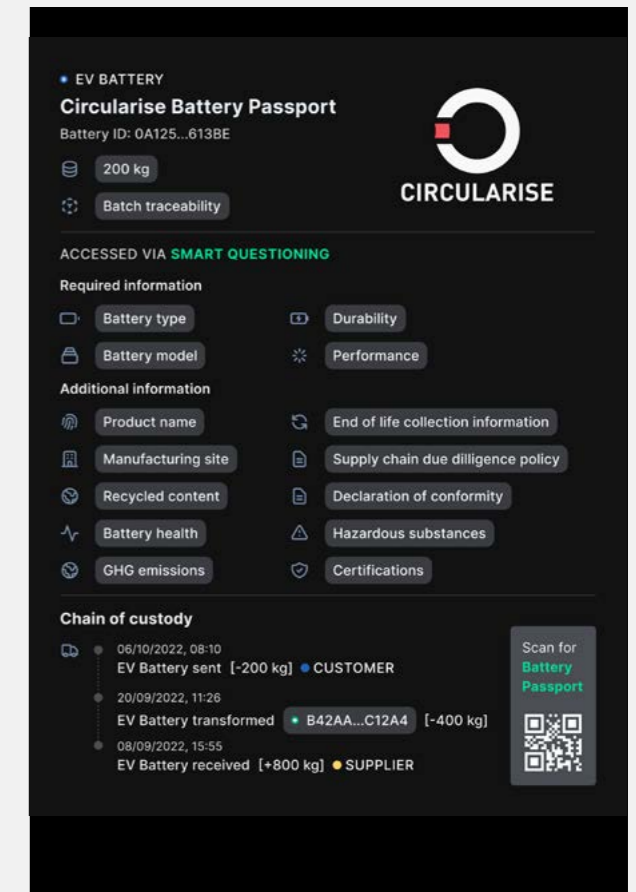 EV BATTERY
Circularise Battery Passport
Battery ID: 0A125...613BE
200 kg
Batch traceability
CIRCULARISE
ACCESSED VIA SMART QUESTIONING
Required information
Battery type
Durability
Battery model
Performance
Additional information
Product name
End of life collection information
Manufacturing site
Supply chain due dilligence policy
Recycled content
Declaration of conformity
Battery health
Hazardous substances
GHG emissions
Certifications
Chain of custody
06/10/2022, 08:10
EV Battery sent [-200 kg] CUSTOMER
20/09/2022, 11:26
EV Battery transformed B42AA...C12A4 [-400 kg]
08/09/2022, 15:55
EV Battery received [+800 kg] SUPPLIER
Scan for
Battery
Passport